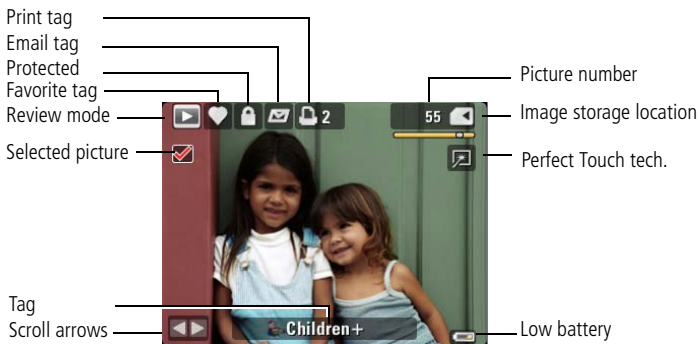 Print tag
Email tag
Protected
Favorite tag
Review mode
Selected picture
2
55
Picture number
Image storage location
Perfect Touch tech.
Tag
Scroll arrows
Children+
Low battery